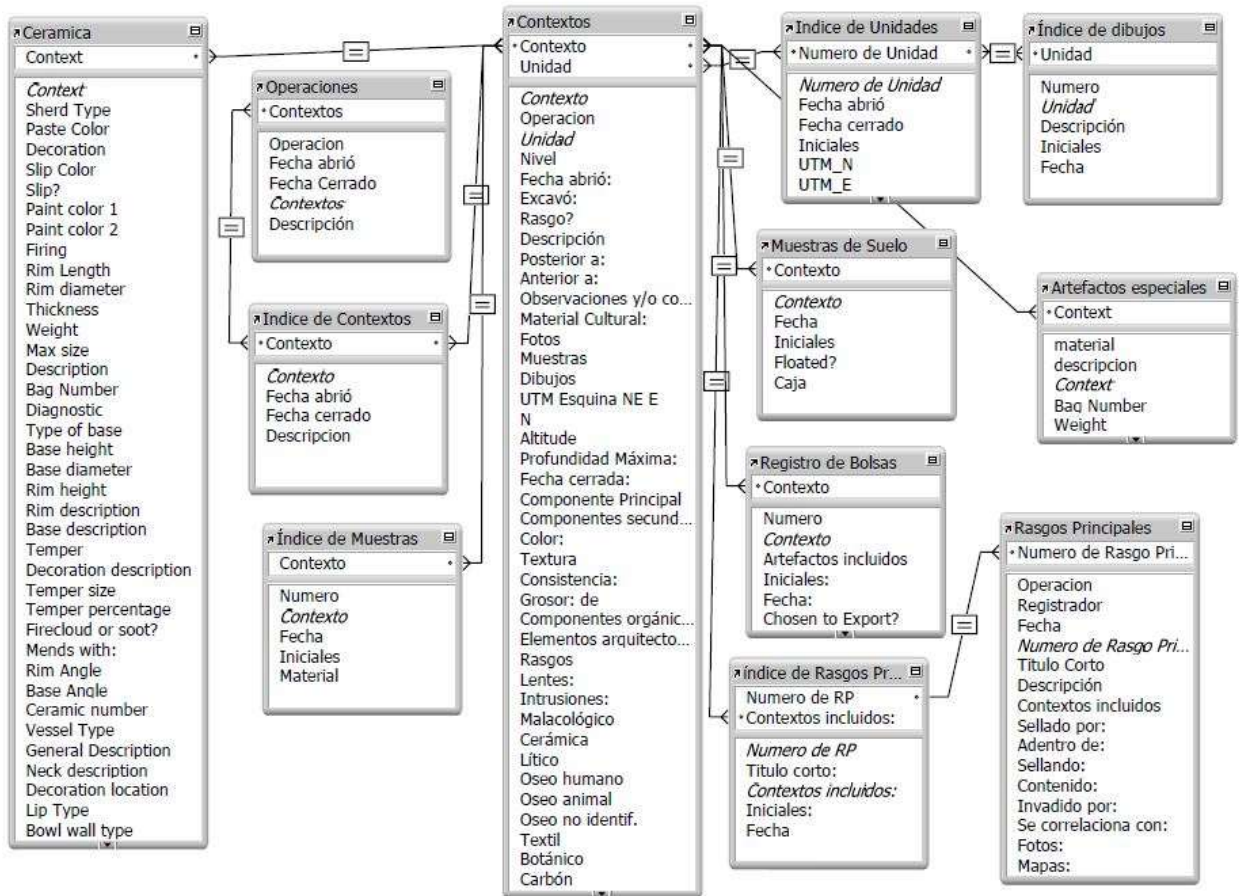 Ceramica
Context
Context
Sherd Type
Paste Color
Decoration
Slip Color
Slip?
Paint color 1
Paint color 2
Firing
Rim Length
Rim diameter
Thickness
Weight
Max size
Description
Bag Number
Diagnostic
Type of base
Base height
Base diameter
Rim height
Rim description
Base description
Temper
Decoration description
Temper size
Temper percentage
Firecloud or soot?
Mends with:
Rim Angle
Base Angle
Ceramic number
Vessel Type
General Description
Neck description
Decoration location
Lip Type
Bowl wall type
Operaciones
Contextos
Operacion
Fecha abrió
Fecha Cerrado
Contextos
Descripción
Indice de Contextos
Contexto
Contexto
Fecha abrió
Fecha cerrado
Descripcion
Índice de Muestras
Contexto
Numero
Contexto
Fecha
Iniciales
Material
Contextos
Contexto
Unidad
Contexto
Operacion
Unidad
Nivel
Fecha abrió:
Excavó:
Rasgo?
Descripción
Posterior a:
Anterior a:
Observaciones y/o co...
Material Cultural:
Fotos
Muestras
Dibujos
UTM Esquina NE E
N
Altitude
Profundidad Máxima:
Fecha cerrada:
Componente Principal
Componentes secund...
Color:
Textura
Consistencia:
Grosor: de
Componentes orgánic...
Elementos arquitecto...
Rasgos
Lentes:
Intrusiones:
Malacológico
Cerámica
Lítico
Oseo humano
Oseo animal
Oseo no identif.
Textil
Botánico
Carbón
Indice de Unidades
Numero de Unidad
Numero de Unidad
Fecha abrió
Fecha cerrado
Iniciales
UTM_N
UTM_E
Índice de dibujos
Unidad
Numero
Unidad
Descripción
Iniciales
Fecha
Muestras de Suelo
Contexto
Contexto
Fecha
Iniciales
Floated?
Caja
Artefactos especiales
Context
material
descripcion
Context
Bag Number
Weight
Registro de Bolsas
Contexto
Numero
Contexto
Artefactos incluidos
Iniciales:
Fecha:
Chosen to Export?
índice de Rasgos Pr...
Numero de RP
Contextos incluidos:
Numero de RP
Titulo corto:
Contextos incluidos:
Iniciales:
Fecha
Rasgos Principales
Numero de Rasgo Pri...
Operacion
Registrador
Fecha
Numero de Rasgo Pri...
Titulo Corto
Descripción
Contextos incluidos
Sellado por:
Adentro de:
Sellando:
Contenido:
Invadido por:
Se correlaciona con:
Fotos:
Mapas: